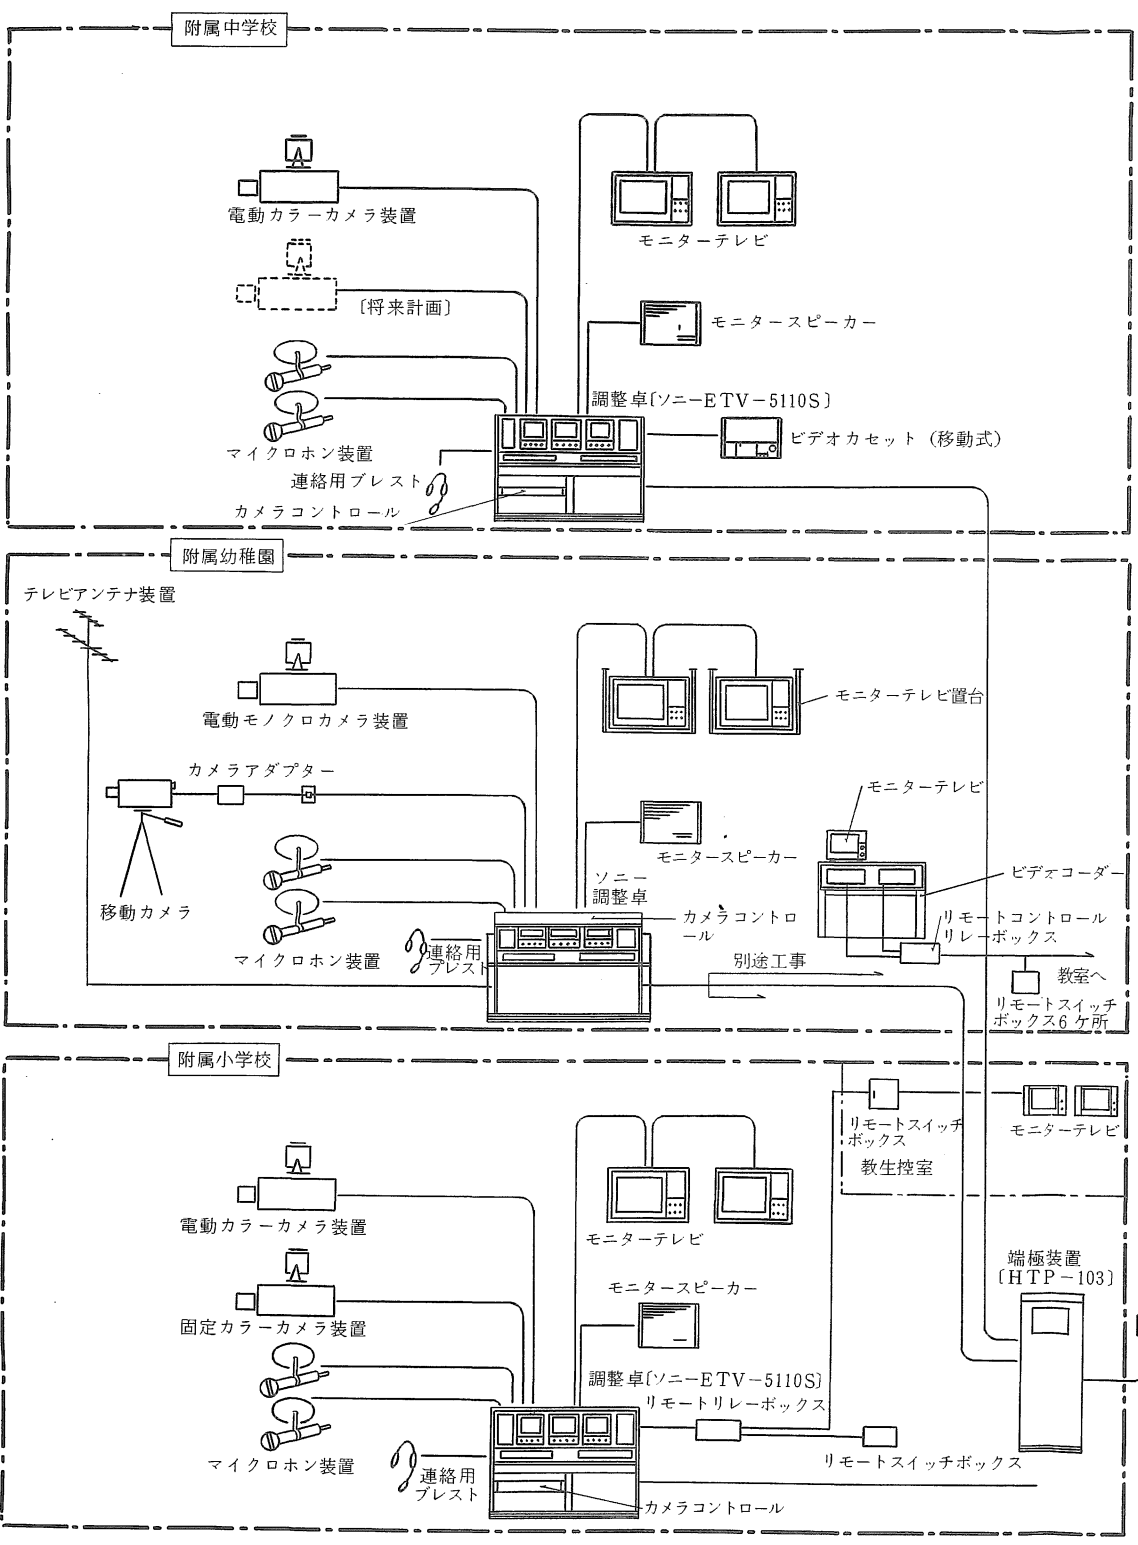 附属中学校
電動カラーカメラ装置
モニターテレビ
〔将来計画〕
モニタースピーカー
調整卓〔ソニーETV-5110S〕
ビデオカセット(移動式)
マイクロホン装置
連絡用ブレスト
カメラコントロール
附属幼稚園
テレビアンテナ装置
モニターテレビ置台
電動モノクロカメラ装置
カメラアダプター
モニターテレビ
モニタースピーカー
ビデオコーダー
ソニー
調整卓
移動カメラ
カメラコントロ
ール
リモートコントロール
リレーボックス
連絡用
ブレスト
マイクロホン装置
別途工事
教室へ
リモートスイッチ
ボックス6ケ所
附属小学校
リモートスイッチ
ボックス
モニターテレビ
教生控室
電動カラーカメラ装置
モニターテレビ
端極装置
〔HTP-103〕
モニタースピーカー
固定カラーカメラ装置
調整卓〔ソニーETV-5110S〕
リモートリレーボックス
マイクロホン装置
連絡用
ブレスト
リモートスイッチボックス
カメラコントロール